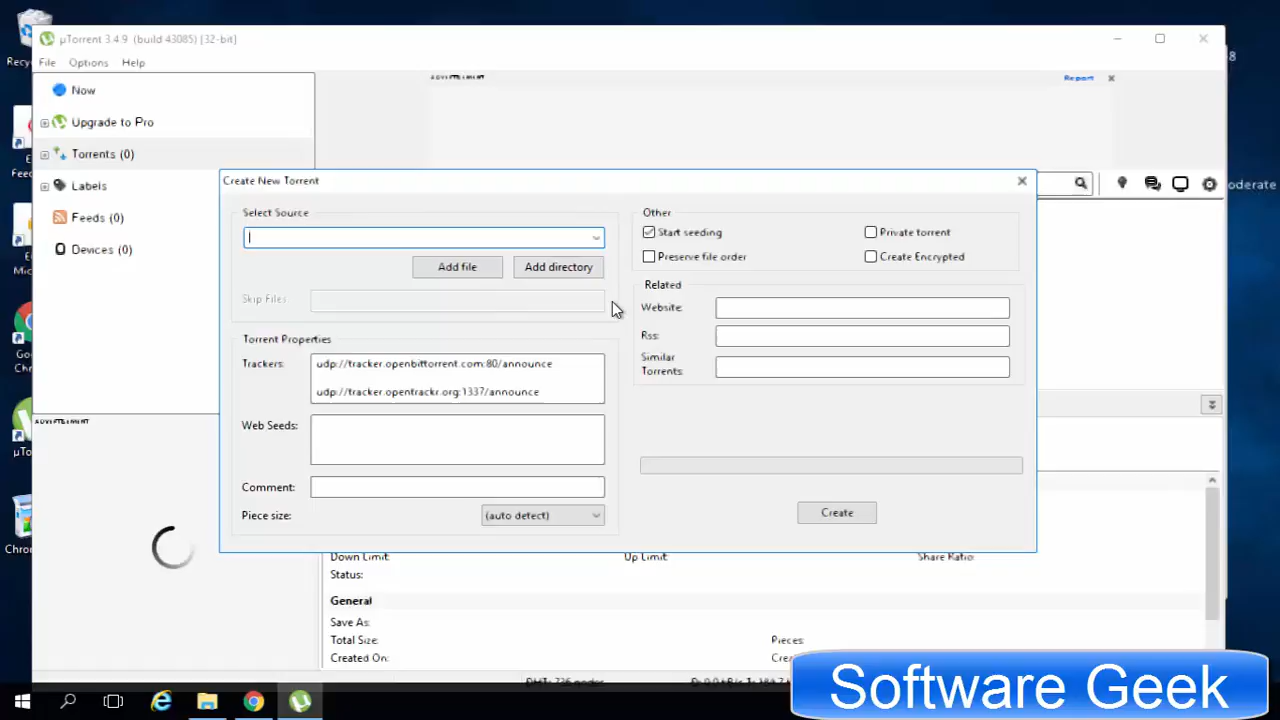 µTorrent 3.4.9 (build 43085) [32-bit]
File Options Help
Now
Upgrade to Pro
Torrents (0)
Labels
Feeds (0)
Devices (0)
ADVERTISEMENT
Report
oderate
Create New Torrent
Select Source
Add file
Add directory
Skip Files
Torrent Properties
Trackers:
udp://tracker.openbittorrent.com:80/announce
udp://tracker.opentrackr.org:1337/announce
Web Seeds:
Comment:
Piece size:
(auto detect)
Other
Start seeding
Private torrent
Preserve file order
Create Encrypted
Related
Website:
Rss:
Similar
Torrents:
Create
ADVERTISEMENT
Down Limit:
Up Limit:
Share Ratio:
Status:
General
Save As:
Total Size:
Pieces:
Created On:
Software Geek